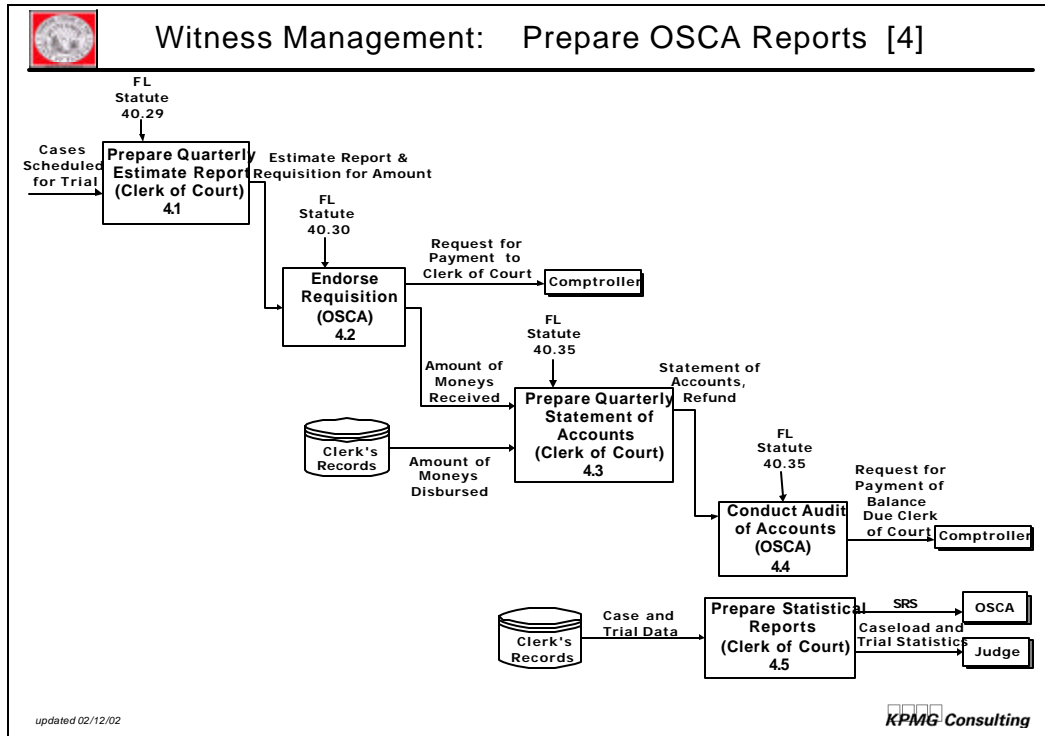 Witness Management: Prepare OSCA Reports [4]
FL
Statute
40.29
Cases
Scheduled
for Trial
Prepare Quarterly
Estimate Report
(Clerk of Court)
4.1
Estimate Report &
Requisition for Amount
FL
Statute
40.30
Endorse
Requisition
(OSCA)
4.2
Request for
Payment to
Clerk of Court
Comptroller
FL
Statute
40.35
Amount of
Moneys
Received
Clerk's
Records
Amount of
Moneys
Disbursed
Prepare Quarterly
Statement of
Accounts
(Clerk of Court)
4.3
Statement of
Accounts,
Refund
FL
Statute
40.35
Conduct Audit
of Accounts
(OSCA)
4.4
Request for
Payment of
Balance
Due Clerk
of Court
Comptroller
Clerk's
Records
Case and
Trial Data
Prepare Statistical
Reports
(Clerk of Court)
4.5
SRS
OSCA
Caseload and
Trial Statistics
Judge
updated 02/12/02
KPMG Consulting